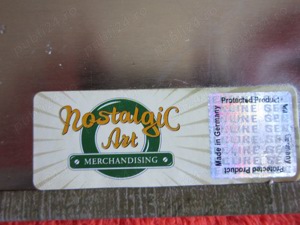 Nostalgic
Art
MERCHANDISING
Protected Product
Made in Germany
Protected Product